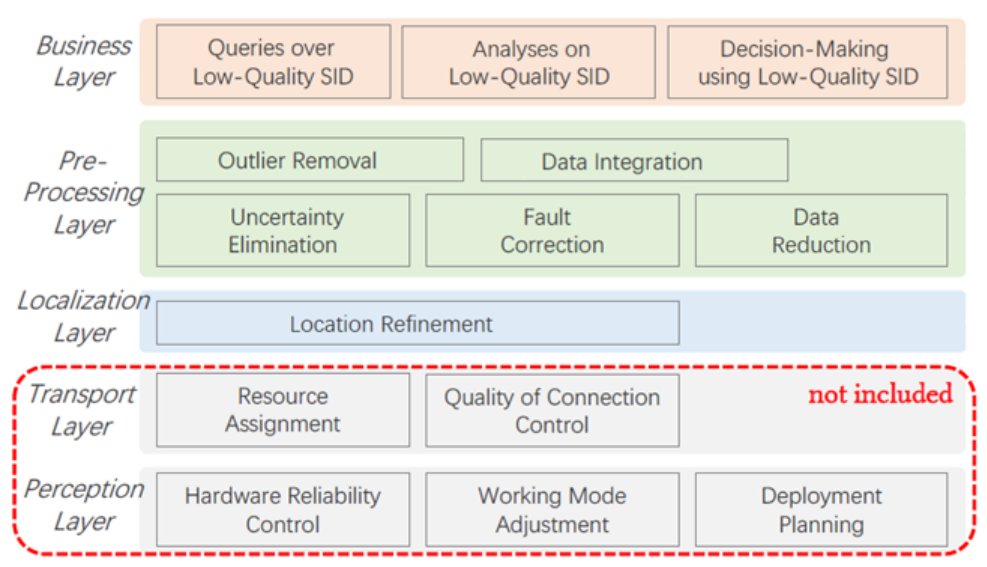 Business
Layer
Queries over
Low-Quality SID
Analyses on
Low-Quality SID
Decision-Making
using Low-Quality SID
Pre-
Processing
Layer
Outlier Removal
Data Integration
Uncertainty
Elimination
Fault
Correction
Data
Reduction
Localization
Layer
Location Refinement
Transport
Layer
Resource
Assignment
Quality of Connection
Control
not included
Perception
Layer
Hardware Reliability
Control
Working Mode
Adjustment
Deployment
Planning